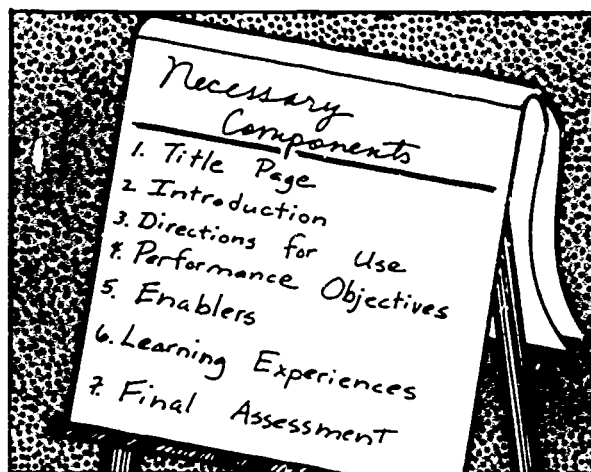 Necessary
Components
1. Title Page
2. Introduction
3. Directions for Use
4. Performance Objectives
5. Enablers
6. Learning Experiences
7. Final Assessment